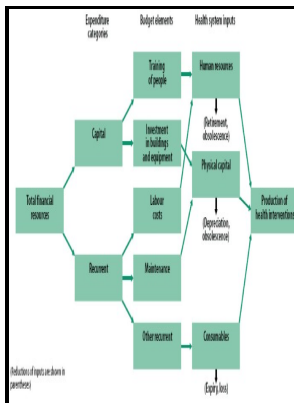 Expenditure
categories
Budget elements
Health system inputs
Training
of people
Human resources
(Retirement,
obsolescence)
Capital
Investment
in buildings
and equipment
Physical capital
(Depreciation,
obsolescence)
Total financial
resources
Labour
costs
Production of
health interventions
Recurrent
Maintenance
Other recurrent
Consumables
(Expiry, loss)
(Reductions of inputs are shown in
parentheses)